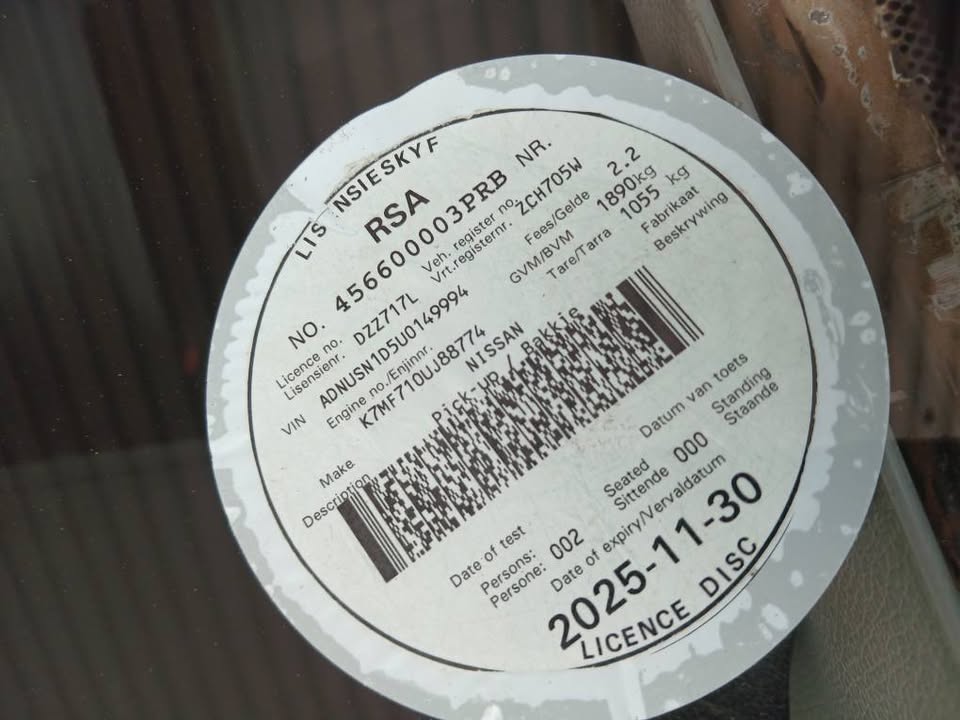 LIS NSIESKYF
RSA
NO. 456600003PRB NR.
Licence no. DZZ717L Veh. register no. ZCH705W
Lisensienr. Vrt.registernr.
VIN ADNUSN1D5U0149994 Fees/Gelde 2.2
Engine no./Enjinnr. GVM/BVM 1890kg
K7MF710UJ88774 Tare/Tarra 1055 kg
Make NISSAN Fabrikaat
Description Pick-up / Bakkie Beskrywing
Date of test Datum van toets
Persons: 002 Seated 000 Standing
Persone: Sittende Staande
Date of expiry/Vervaldatum
2025-11-30
LICENCE DISC